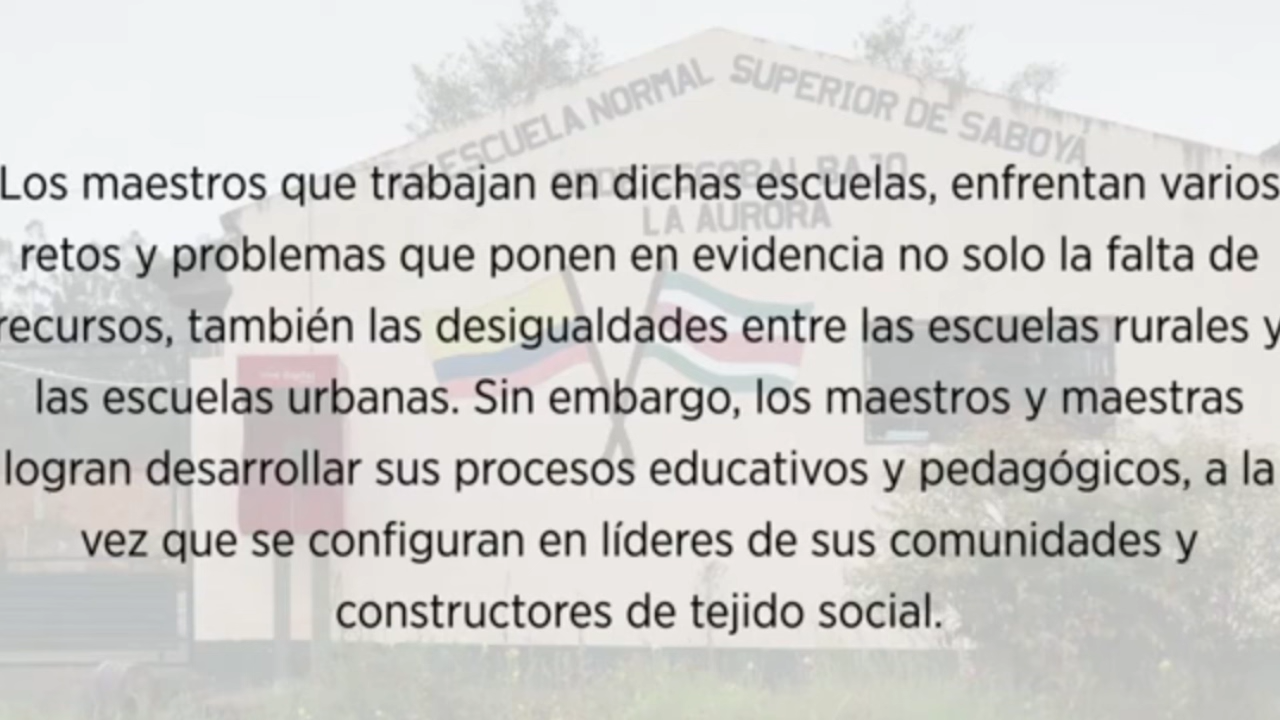 ESCUELA NORMAL SUPERIOR DE SABOYÁ
ESCOBAL BAJO
LA AURORA
Los maestros que trabajan en dichas escuelas, enfrentan varios
retos y problemas que ponen en evidencia no solo la falta de
recursos, también las desigualdades entre las escuelas rurales y
las escuelas urbanas. Sin embargo, los maestros y maestras
logran desarrollar sus procesos educativos y pedagógicos, a la
vez que se configuran en líderes de sus comunidades y
constructores de tejido social.